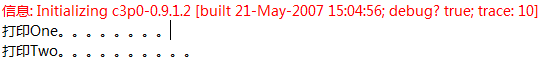 信息: Initializing c3p0-0.9.1.2 [built 21-May-2007 15:04:56; debug? true; trace: 10]
打印One。。。。。。。。
打印Two。。。。。。。。。。